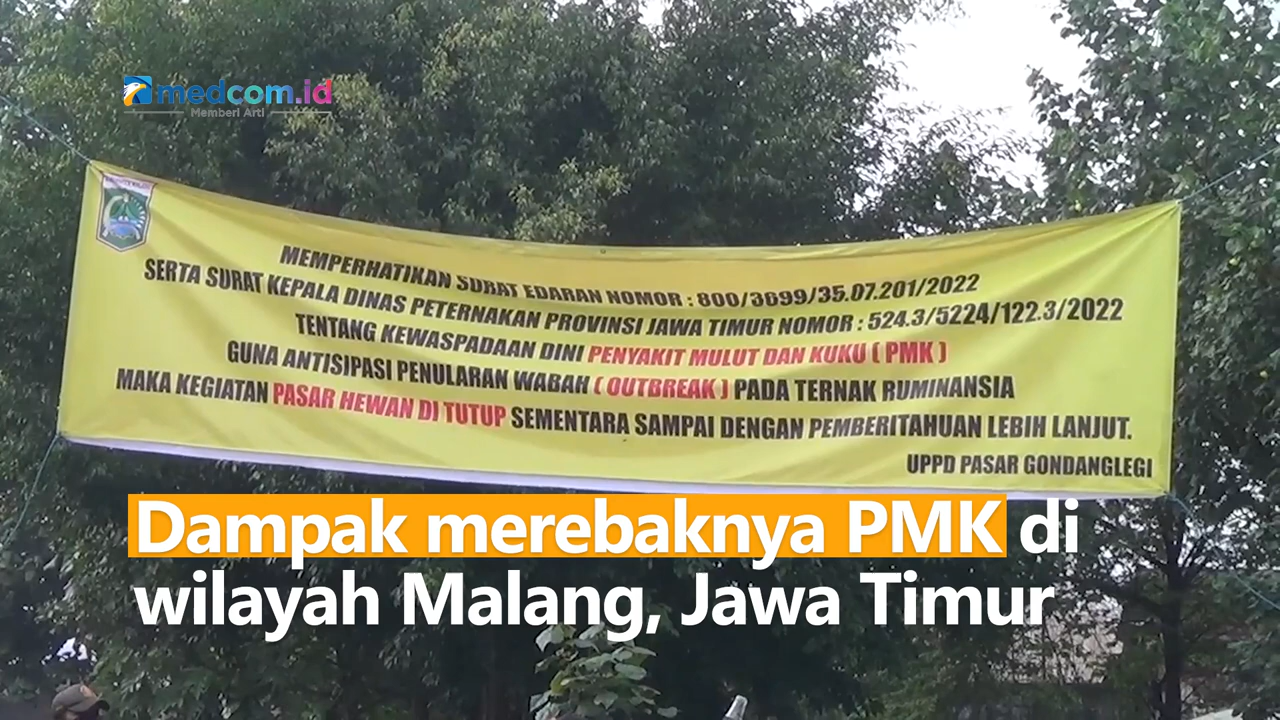 medcom.id
Memberi Arti
MEMPERHATIKAN SURAT EDARAN NOMOR : 800/3699/35.07.201/2022
SERTA SURAT KEPALA DINAS PETERNAKAN PROVINSI JAWA TIMUR NOMOR : 524.3/5224/122.3/2022
TENTANG KEWASPADAAN DINI PENYAKIT MULUT DAN KUKU ( PMK )
GUNA ANTISIPASI PENULARAN WABAH ( OUTBREAK ) PADA TERNAK RUMINANSIA
MAKA KEGIATAN PASAR HEWAN DI TUTUP SEMENTARA SAMPAI DENGAN PEMBERITAHUAN LEBIH LANJUT.
UPPD PASAR GONDANGLEGI
Dampak merebaknya PMK di
wilayah Malang, Jawa Timur